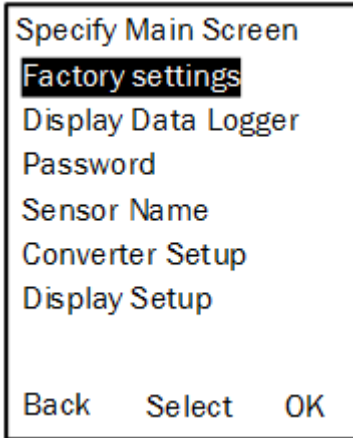 Specify Main Screen
Factory settings
Display Data Logger
Password
Sensor Name
Converter Setup
Display Setup
Back Select OK